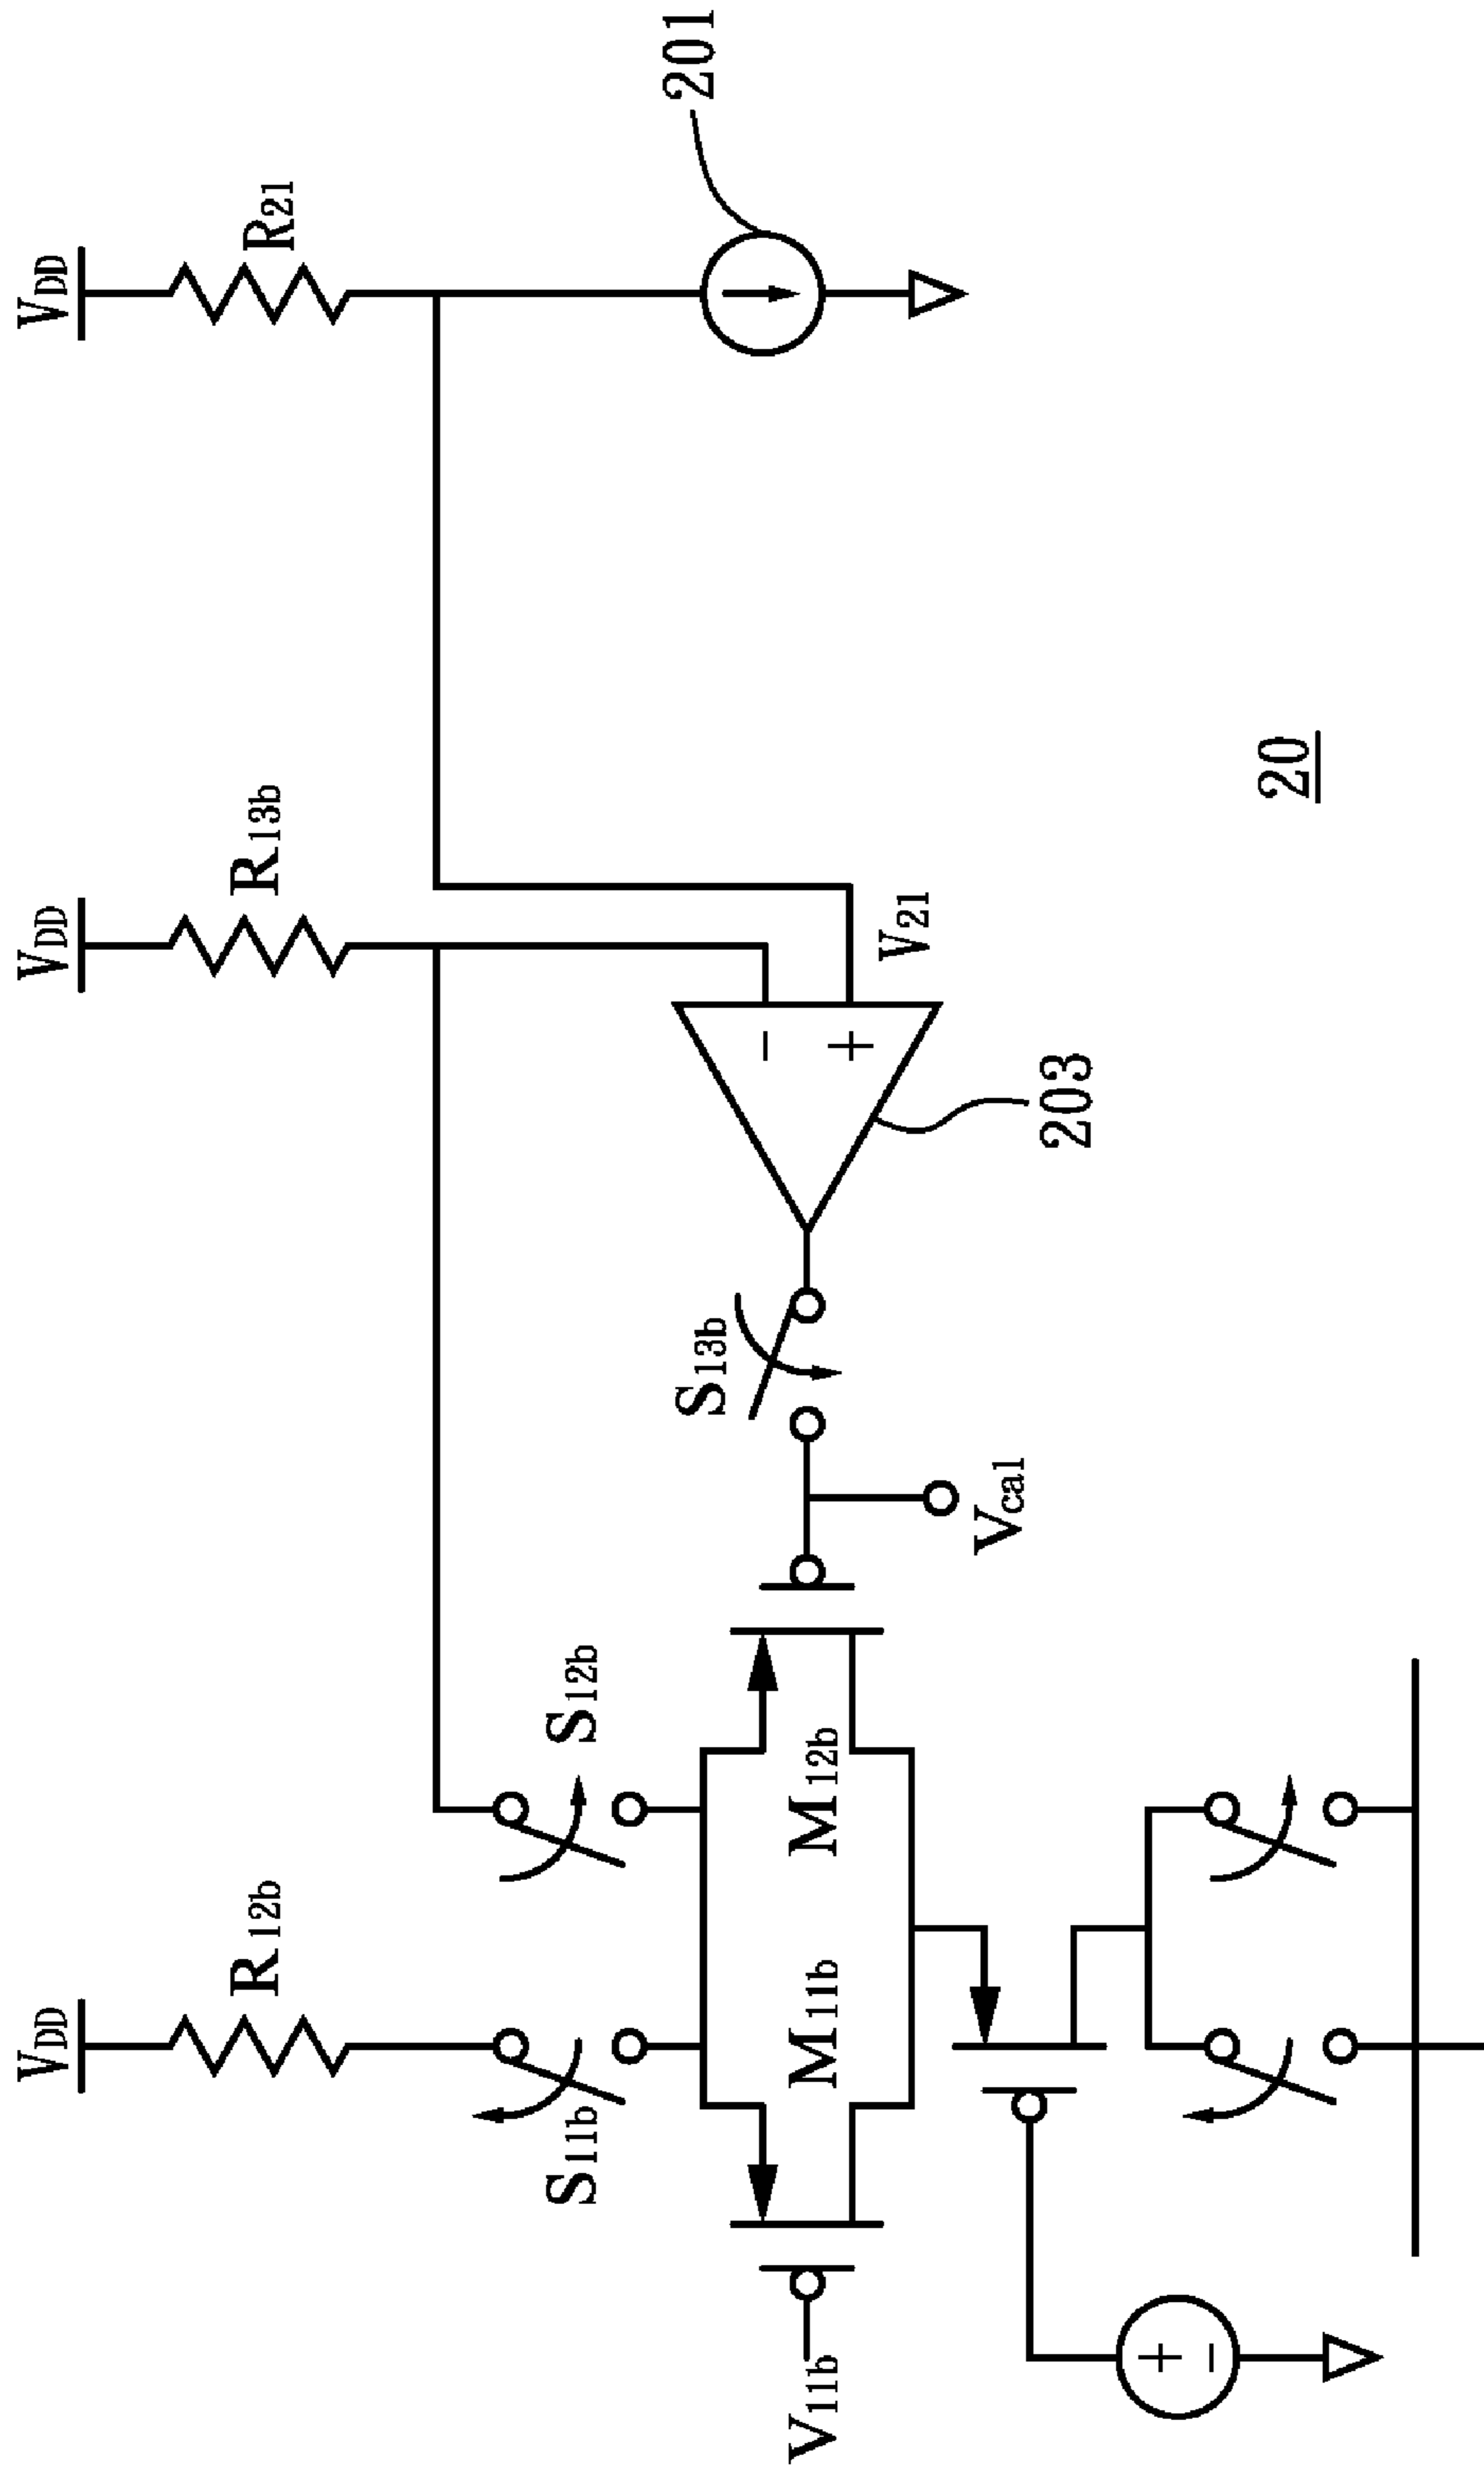 VDD
VDD
VDD
R12b
R13b
R21
S11b
S12b
S13b
201
V11b
M11b
M12b
-
+
V21
Vcal
203
+
-
20